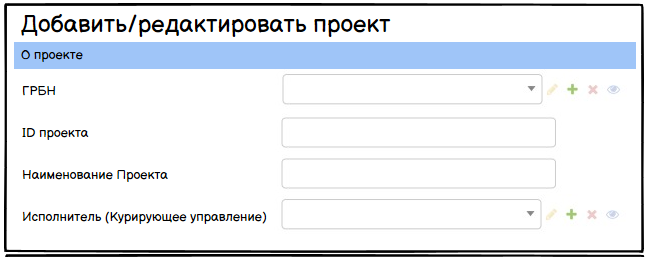 Добавить/редактировать проект
О проекте
ГРБН
ID проекта
Наименование Проекта
Исполнитель (Курирующее управление)